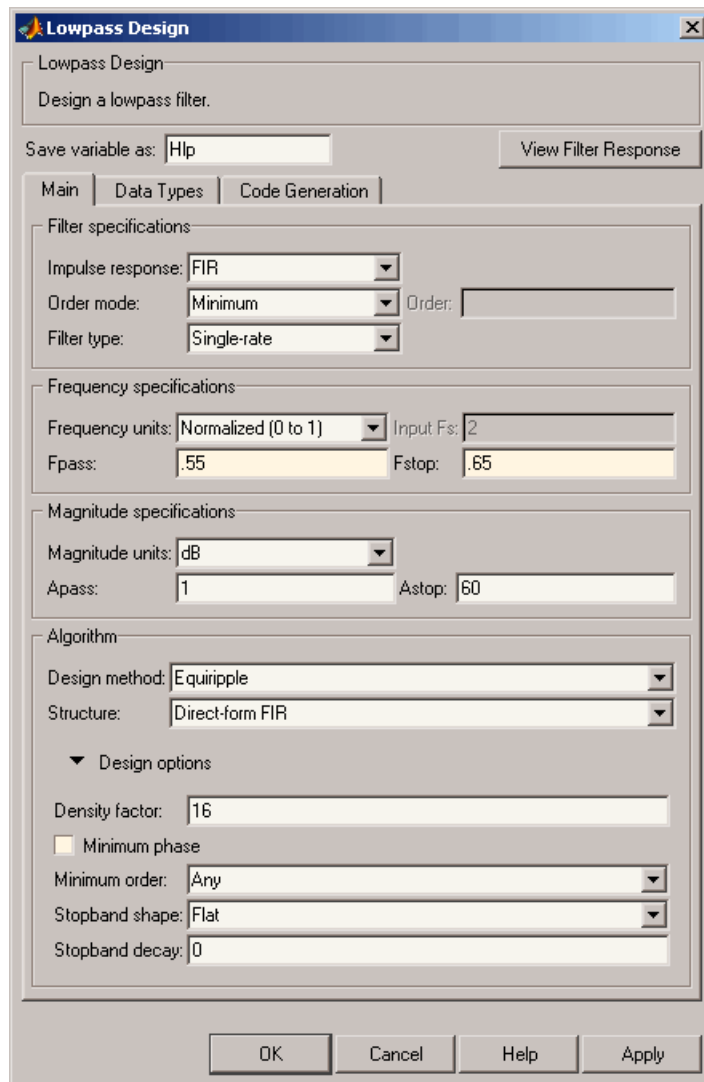 Lowpass Design
Lowpass Design
Design a lowpass filter.
Save variable as: Hlp View Filter Response
Main Data Types Code Generation
Filter specifications
Impulse response: FIR
Order mode: Minimum Order:
Filter type: Single-rate
Frequency specifications
Frequency units: Normalized (0 to 1) Input Fs: 2
Fpass: .55 Fstop: .65
Magnitude specifications
Magnitude units: dB
Apass: 1 Astop: 60
Algorithm
Design method: Equiripple
Structure: Direct-form FIR
Design options
Density factor: 16
Minimum phase
Minimum order: Any
Stopband shape: Flat
Stopband decay: 0
OK Cancel Help Apply